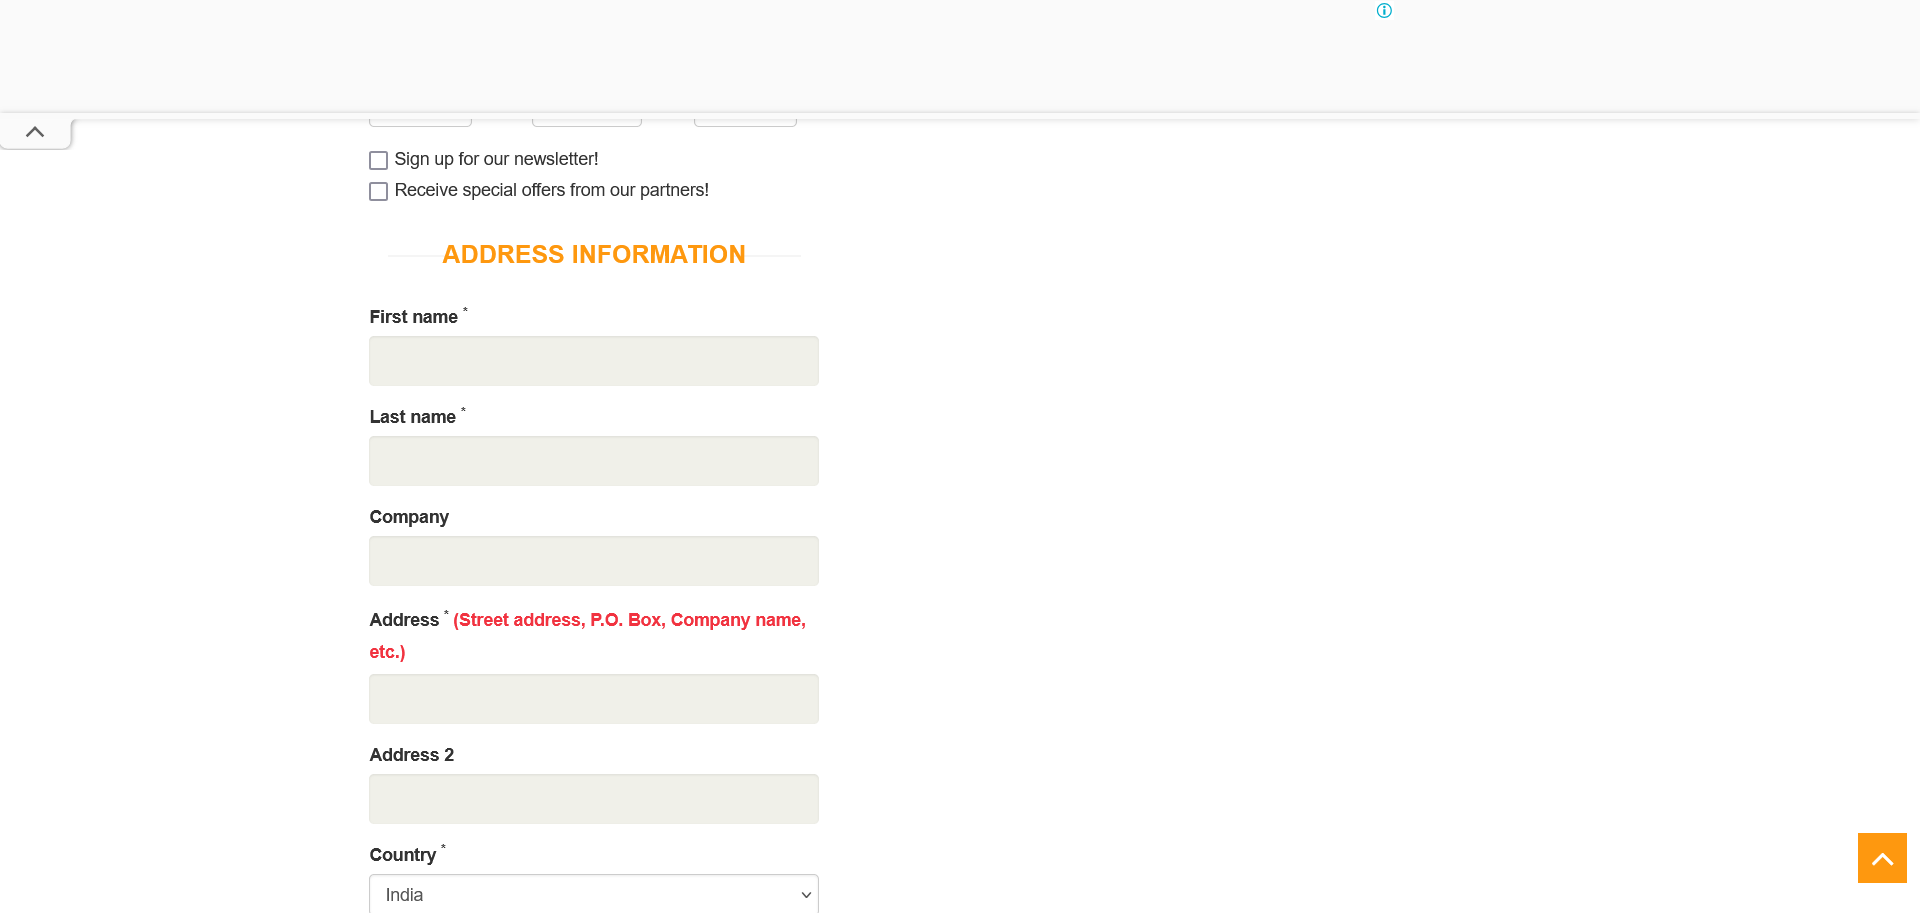 Sign up for our newsletter!
Receive special offers from our partners!
ADDRESS INFORMATION
First name *
Last name *
Company
Address * (Street address, P.O. Box, Company name,
etc.)
Address 2
Country *
India